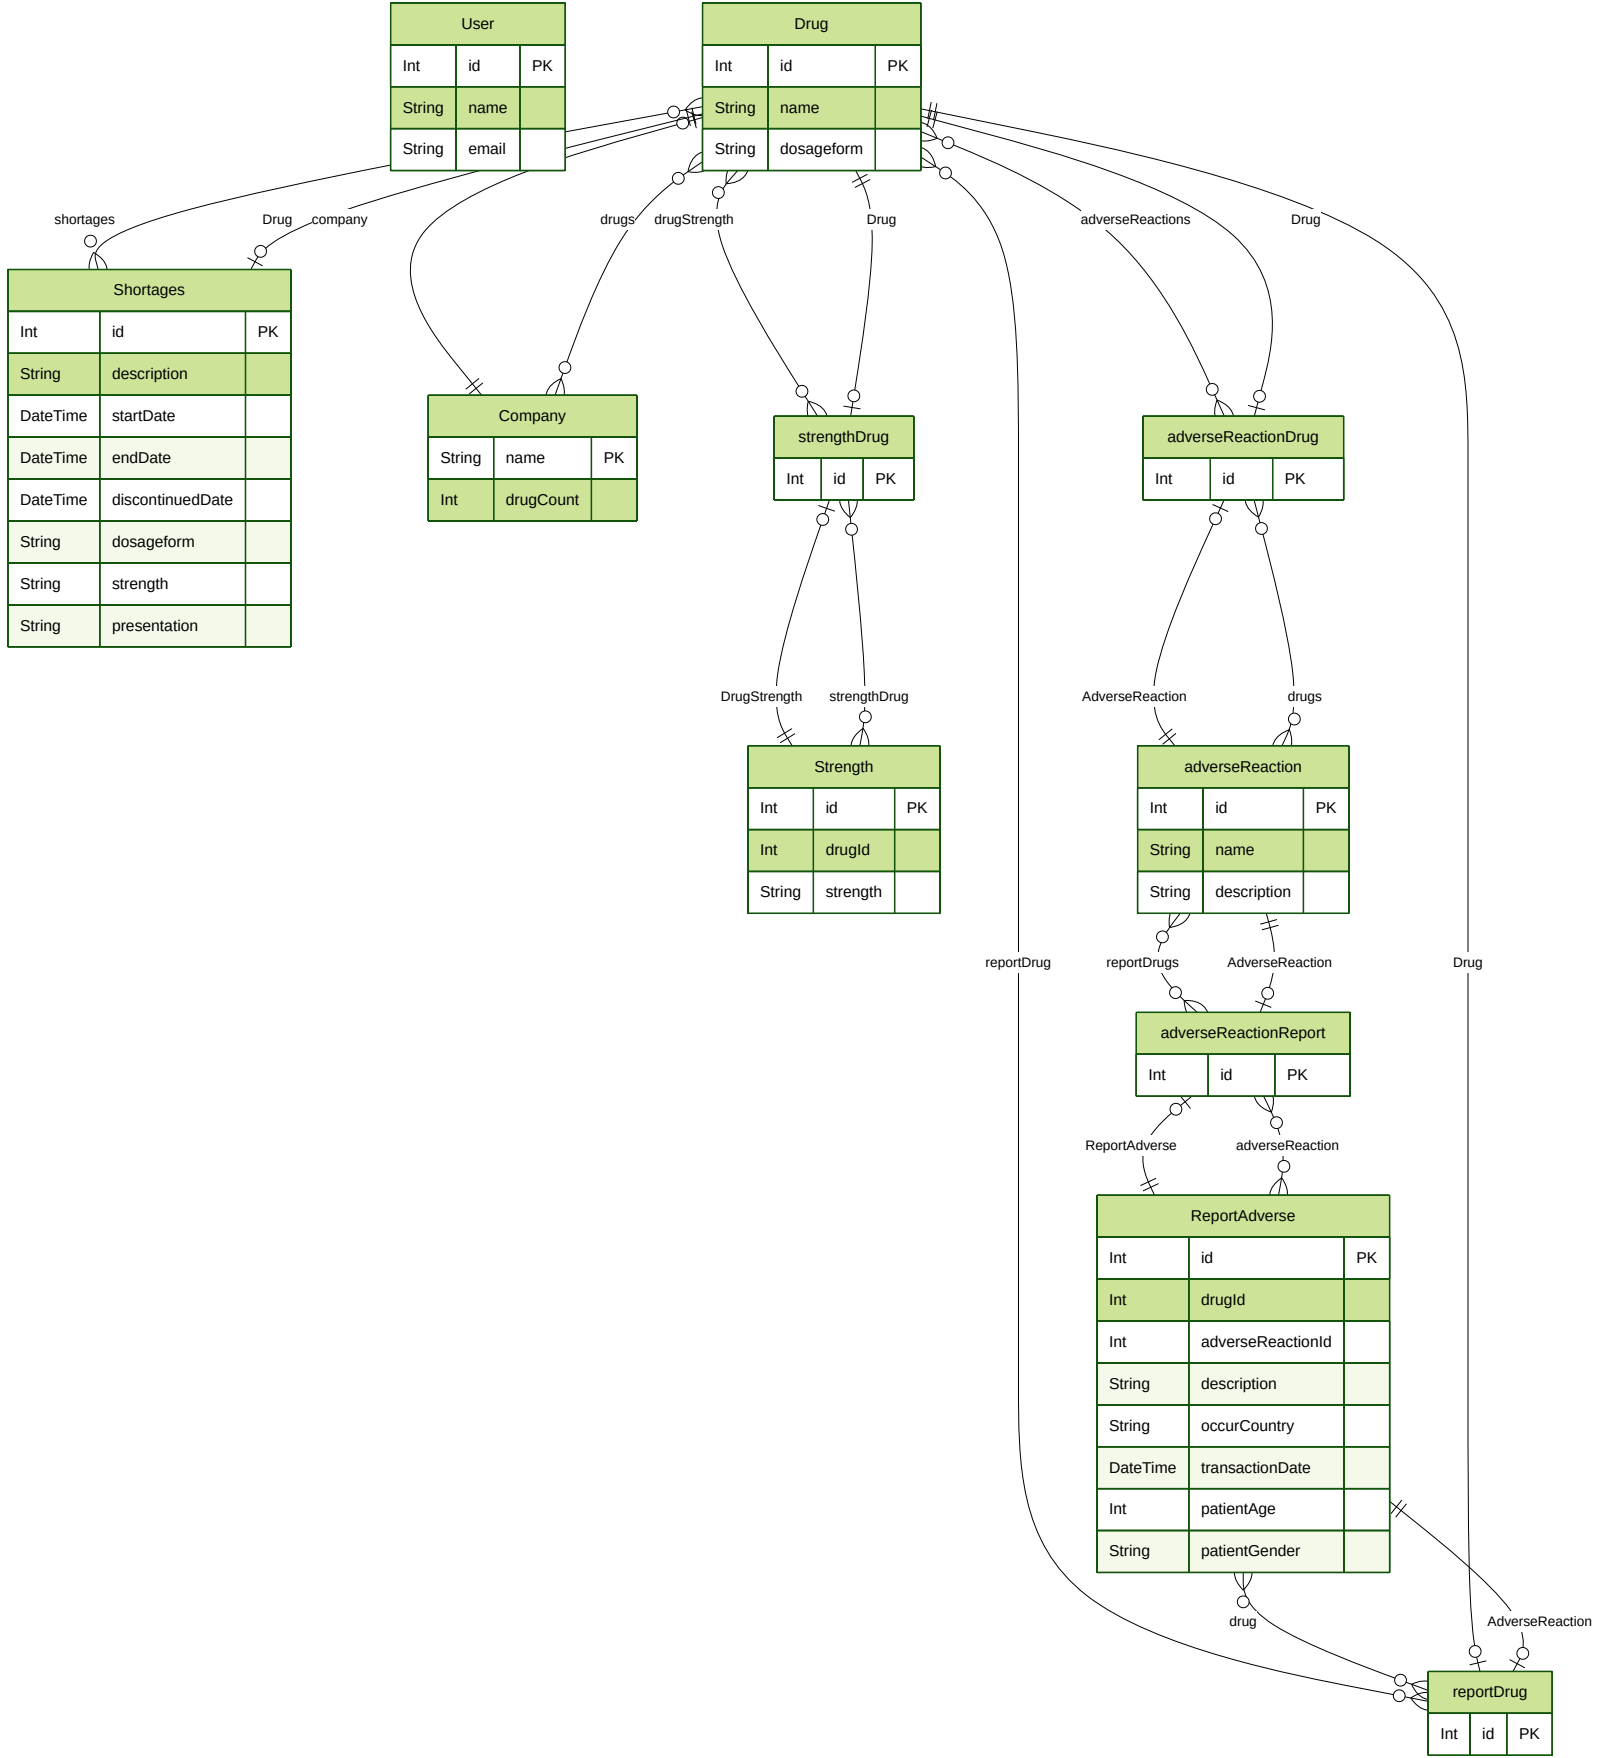 User
Int id PK
String name
String email
Drug
Int id PK
String name
String dosageform
shortages
Drug
company
drugs
drugStrength
Drug
adverseReactions
Drug
Shortages
Int id PK
String description
DateTime startDate
DateTime endDate
DateTime discontinuedDate
String dosageform
String strength
String presentation
Company
String name PK
Int drugCount
strengthDrug
Int id PK
adverseReactionDrug
Int id PK
DrugStrength
strengthDrug
AdverseReaction
drugs
Strength
Int id PK
Int drugId
String strength
adverseReaction
Int id PK
String name
String description
reportDrug
reportDrugs
AdverseReaction
Drug
adverseReactionReport
Int id PK
ReportAdverse
adverseReaction
ReportAdverse
Int id PK
Int drugId
Int adverseReactionId
String description
String occurCountry
DateTime transactionDate
Int patientAge
String patientGender
drug
AdverseReaction
reportDrug
Int id PK